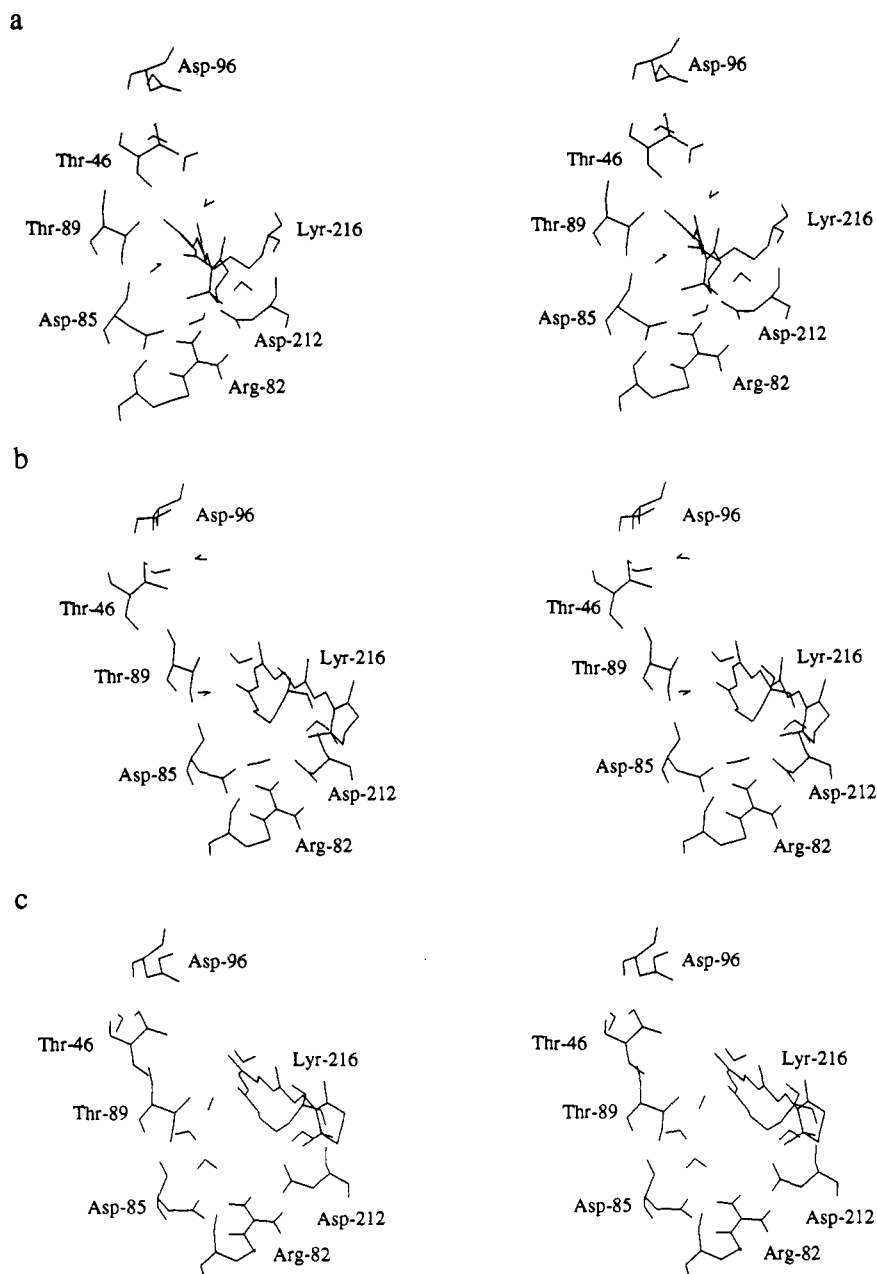 a
Asp-96 Asp-96
Thr-46 Thr-46
Thr-89 Lyr-216 Thr-89 Lyr-216
Asp-85 Asp-85
Asp-212 Asp-212
Arg-82 Arg-82
b
Asp-96 Asp-96
Thr-46 Thr-46
Lyr-216 Lyr-216
Thr-89 Thr-89
Asp-85 Asp-85
Asp-212 Asp-212
Arg-82 Arg-82
c
Asp-96 Asp-96
Thr-46 Thr-46
Lyr-216 Lyr-216
Thr-89 Thr-89
Asp-85 Asp-85
Asp-212 Asp-212
Arg-82 Arg-82